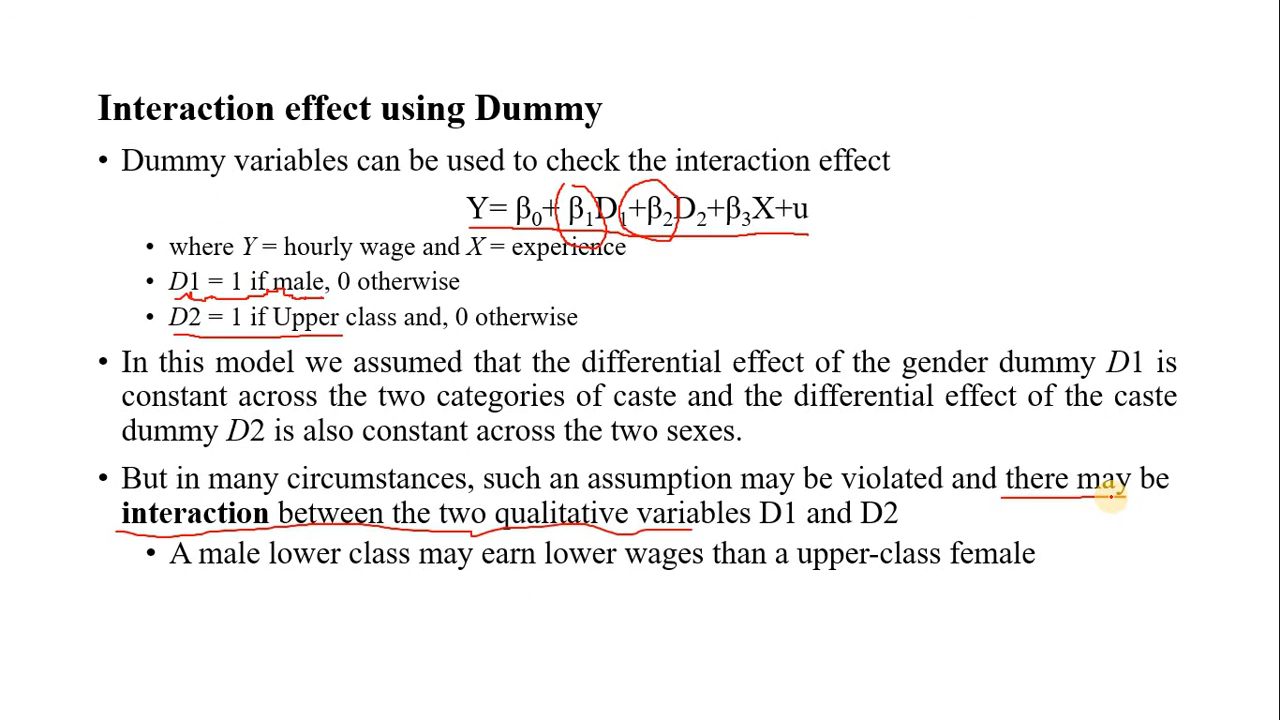 Interaction effect using Dummy
• Dummy variables can be used to check the interaction effect
Y= β₀+ β₁D₁+β₂D₂+β₃X+u
• where Y = hourly wage and X = experience
• D1 = 1 if male, 0 otherwise
• D2 = 1 if Upper class and, 0 otherwise
• In this model we assumed that the differential effect of the gender dummy D1 is
constant across the two categories of caste and the differential effect of the caste
dummy D2 is also constant across the two sexes.
• But in many circumstances, such an assumption may be violated and there may be
interaction between the two qualitative variables D1 and D2
• A male lower class may earn lower wages than a upper-class female